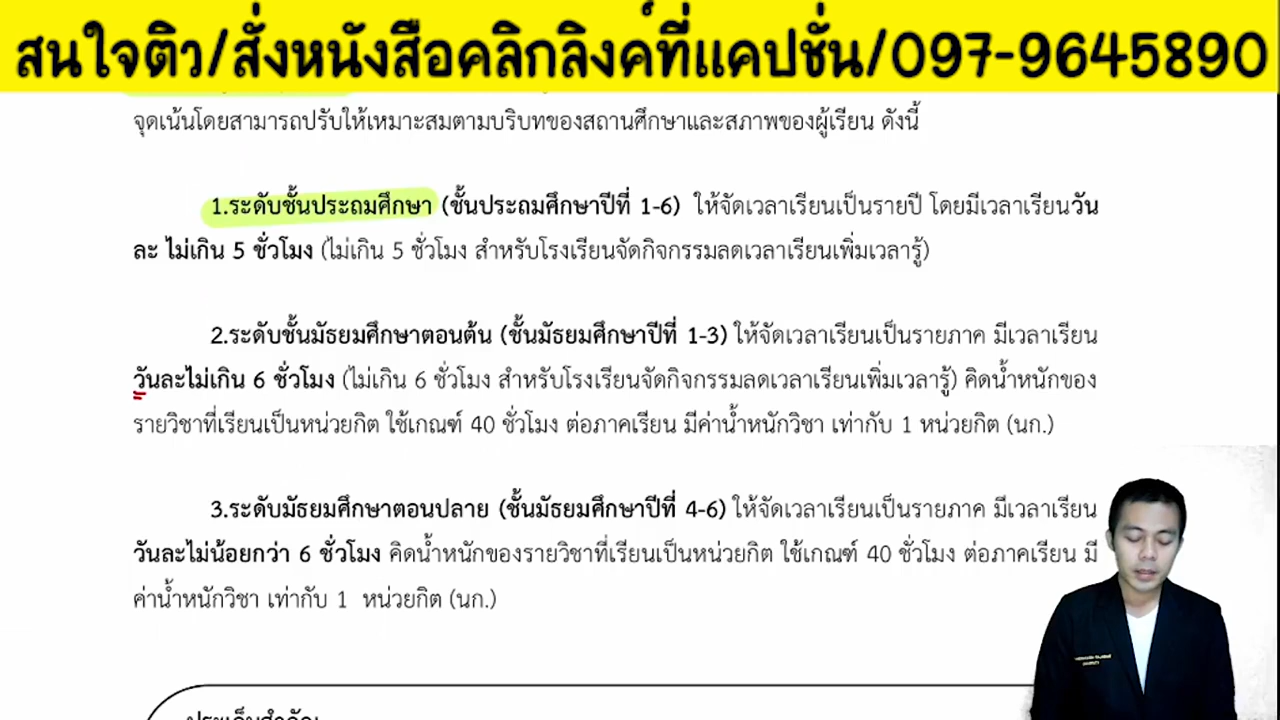 สนใจติว/สั่งหนังสือคลิกลิงค์ที่แคปชั่น/097-9645890
จุดเน้นโดยสามารถปรับให้เหมาะสมตามบริบทของสถานศึกษาและสภาพของผู้เรียน ดังนี้
1.ระดับชั้นประถมศึกษา (ชั้นประถมศึกษาปีที่ 1-6) ให้จัดเวลาเรียนเป็นรายปี โดยมีเวลาเรียนวัน
ละ ไม่เกิน 5 ชั่วโมง (ไม่เกิน 5 ชั่วโมง สำหรับโรงเรียนจัดกิจกรรมลดเวลาเรียนเพิ่มเวลารู้)
2.ระดับชั้นมัธยมศึกษาตอนต้น (ชั้นมัธยมศึกษาปีที่ 1-3) ให้จัดเวลาเรียนเป็นรายภาค มีเวลาเรียน
วันละไม่เกิน 6 ชั่วโมง (ไม่เกิน 6 ชั่วโมง สำหรับโรงเรียนจัดกิจกรรมลดเวลาเรียนเพิ่มเวลารู้) คิดน้ำหนักของ
รายวิชาที่เรียนเป็นหน่วยกิต ใช้เกณฑ์ 40 ชั่วโมง ต่อภาคเรียน มีค่าน้ำหนักวิชา เท่ากับ 1 หน่วยกิต (นก.)
3.ระดับมัธยมศึกษาตอนปลาย (ชั้นมัธยมศึกษาปีที่ 4-6) ให้จัดเวลาเรียนเป็นรายภาค มีเวลาเรียน
วันละไม่น้อยกว่า 6 ชั่วโมง คิดน้ำหนักของรายวิชาที่เรียนเป็นหน่วยกิต ใช้เกณฑ์ 40 ชั่วโมง ต่อภาคเรียน มี
ค่าน้ำหนักวิชา เท่ากับ 1 หน่วยกิต (นก.)
ประเด็นสำคัญ